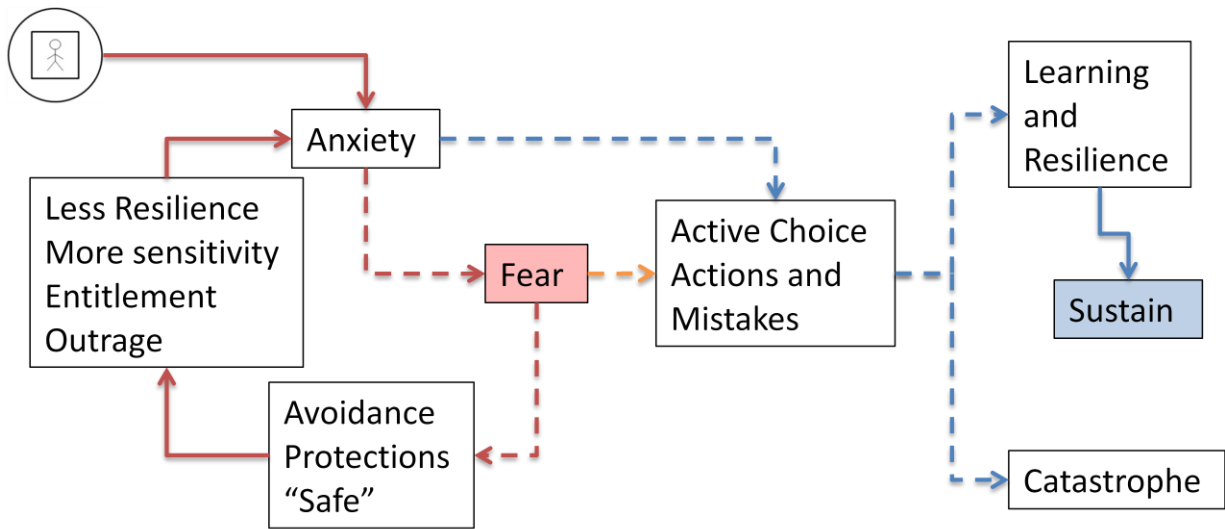 Anxiety
Less Resilience
More sensitivity
Entitlement
Outrage
Avoidance
Protections
“Safe”
Fear
Active Choice
Actions and
Mistakes
Learning
and
Resilience
Sustain
Catastrophe